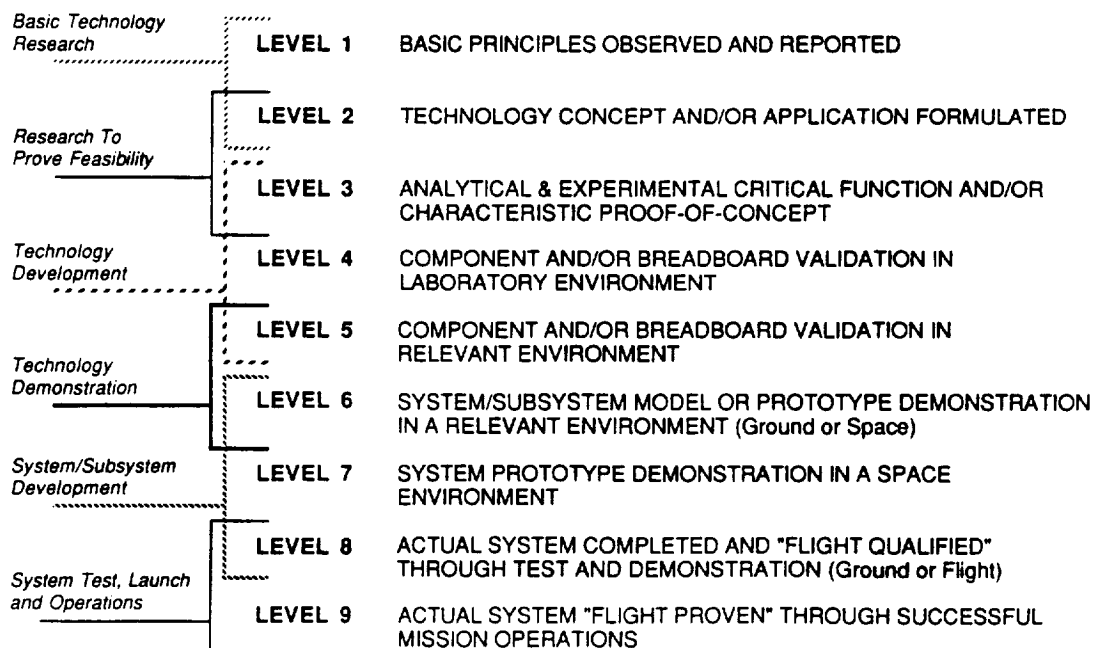 Basic Technology
Research
LEVEL 1 BASIC PRINCIPLES OBSERVED AND REPORTED
LEVEL 2 TECHNOLOGY CONCEPT AND/OR APPLICATION FORMULATED
Research To
Prove Feasibility
LEVEL 3 ANALYTICAL & EXPERIMENTAL CRITICAL FUNCTION AND/OR
CHARACTERISTIC PROOF-OF-CONCEPT
Technology
Development
LEVEL 4 COMPONENT AND/OR BREADBOARD VALIDATION IN
LABORATORY ENVIRONMENT
LEVEL 5 COMPONENT AND/OR BREADBOARD VALIDATION IN
RELEVANT ENVIRONMENT
Technology
Demonstration
LEVEL 6 SYSTEM/SUBSYSTEM MODEL OR PROTOTYPE DEMONSTRATION
IN A RELEVANT ENVIRONMENT (Ground or Space)
System/Subsystem
Development
LEVEL 7 SYSTEM PROTOTYPE DEMONSTRATION IN A SPACE
ENVIRONMENT
LEVEL 8 ACTUAL SYSTEM COMPLETED AND "FLIGHT QUALIFIED"
THROUGH TEST AND DEMONSTRATION (Ground or Flight)
System Test, Launch
and Operations
LEVEL 9 ACTUAL SYSTEM "FLIGHT PROVEN" THROUGH SUCCESSFUL
MISSION OPERATIONS